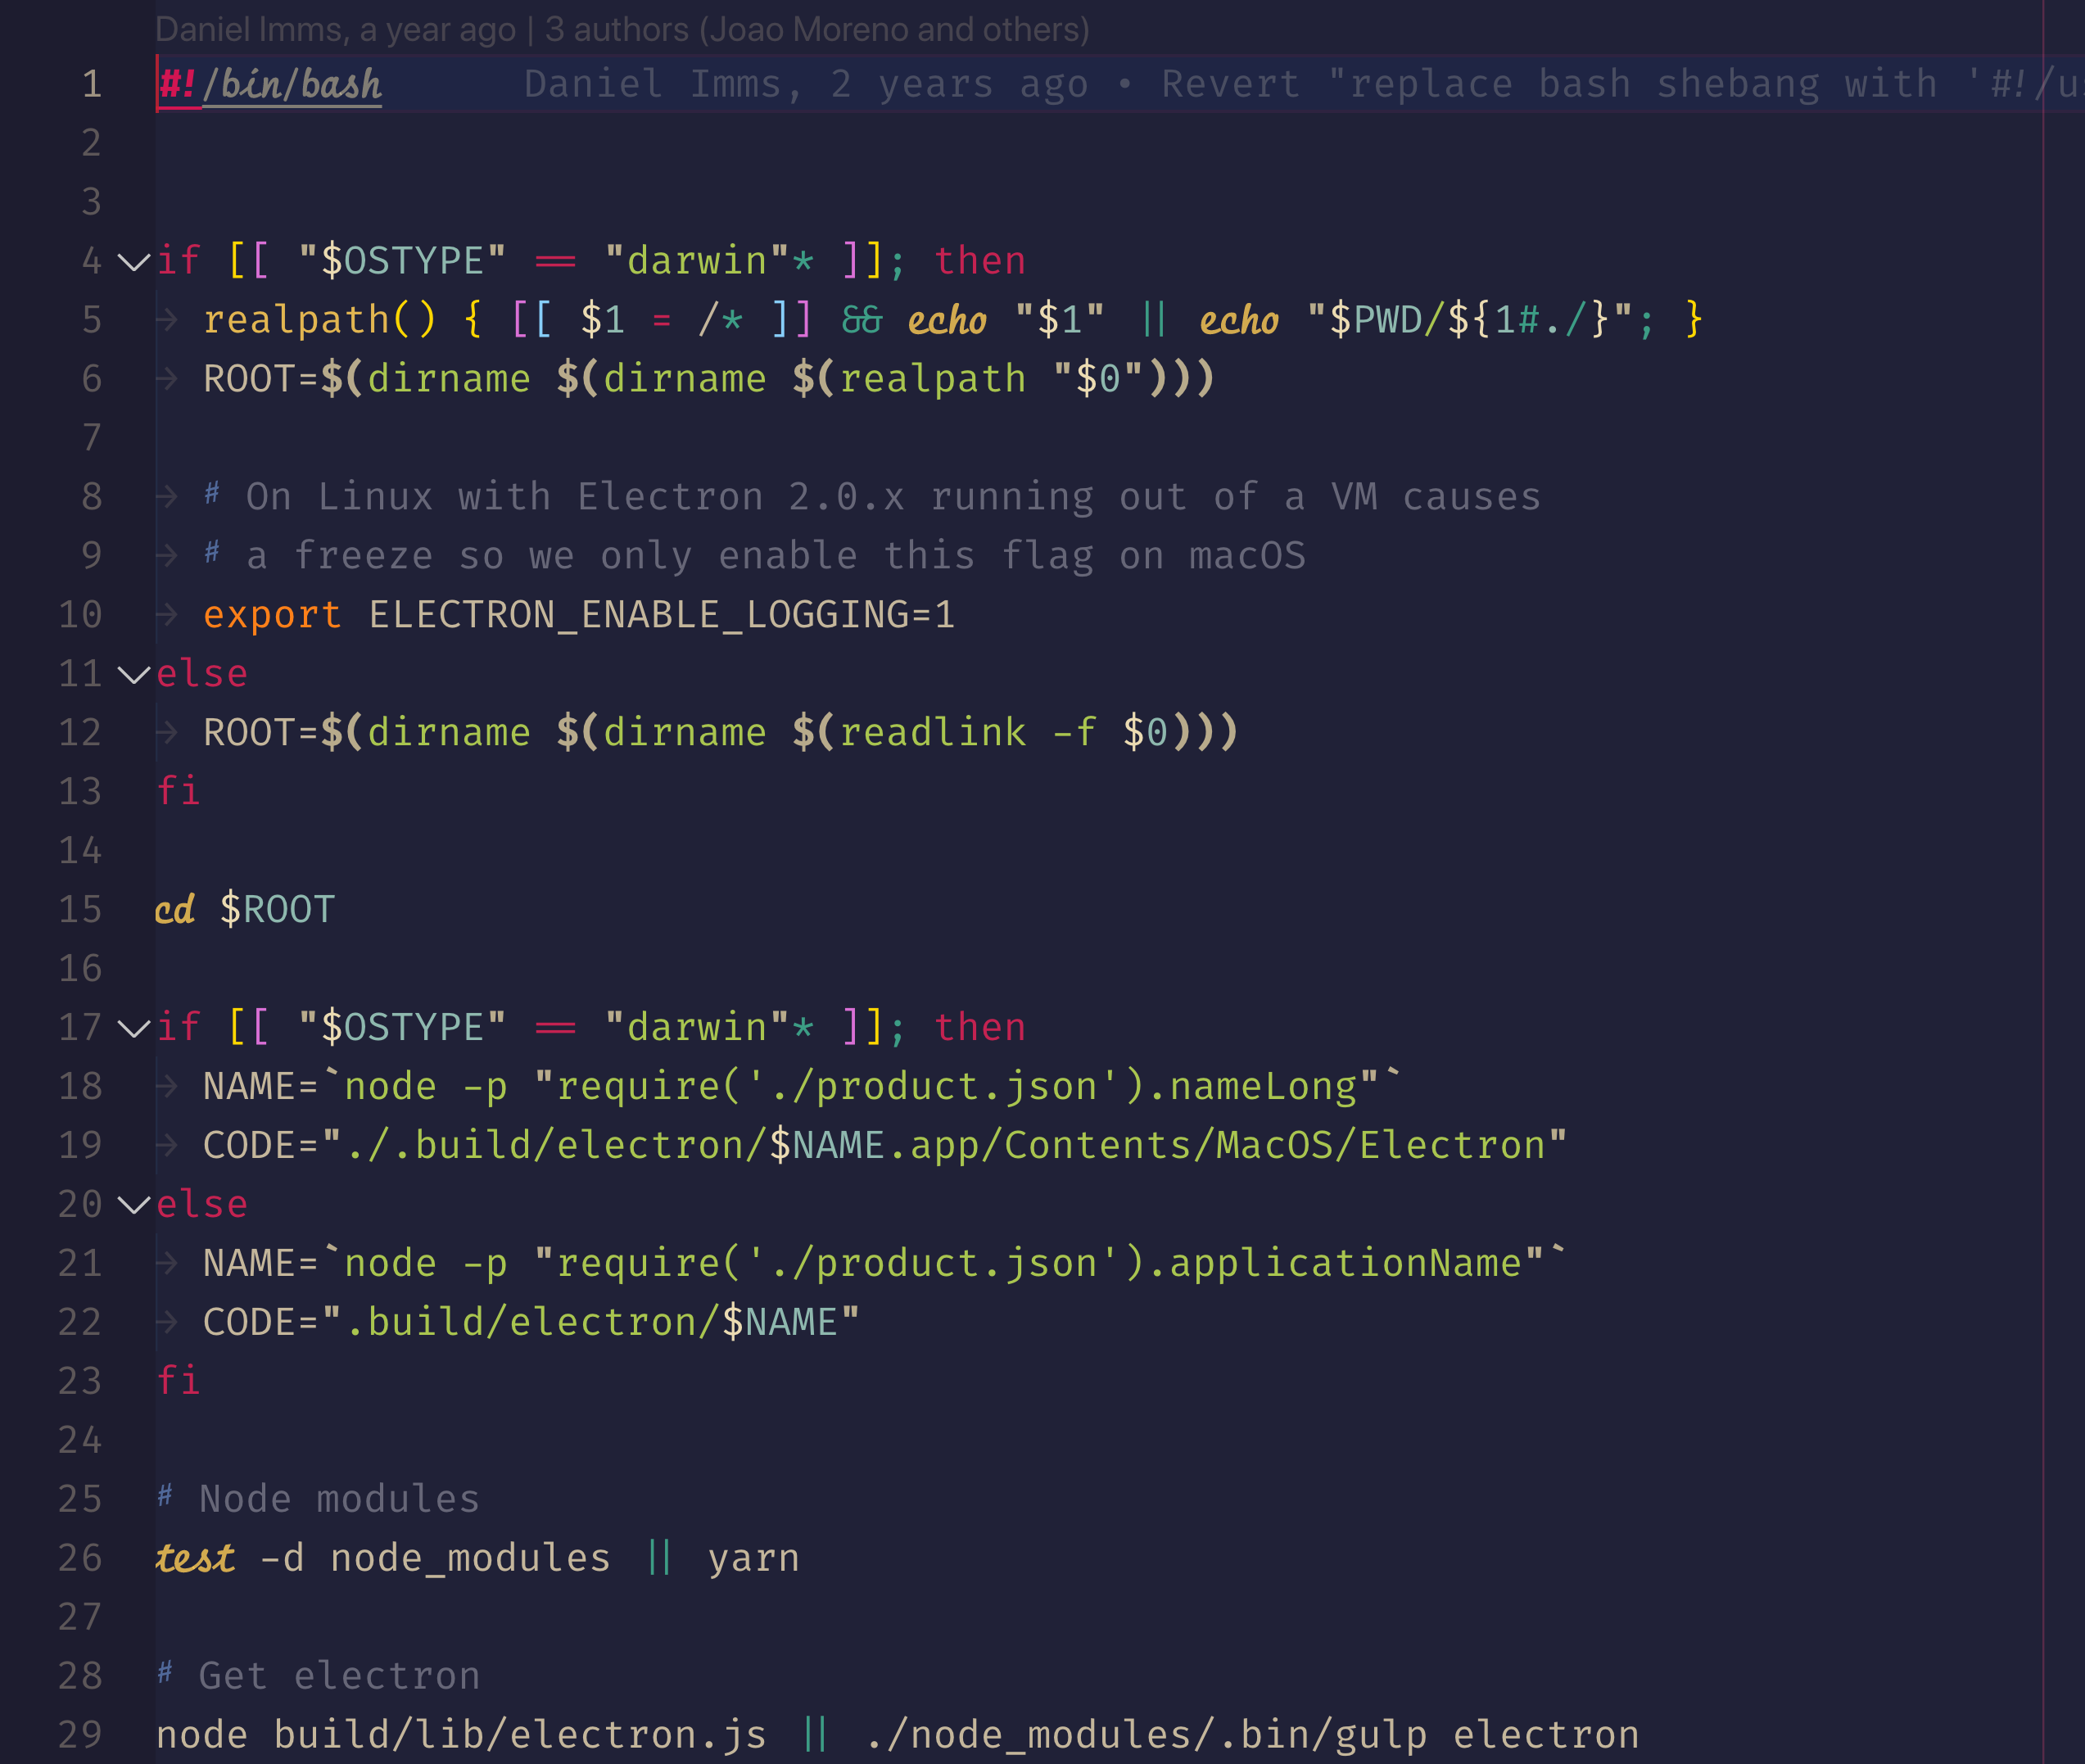 Daniel Imms, a year ago | 3 authors (Joao Moreno and others)
1 #!/bin/bash Daniel Imms, 2 years ago • Revert "replace bash shebang with '#!/us
2
3
4 if [[ "$OSTYPE" == "darwin"* ]]; then
5 realpath() { [[ $1 = /* ]] && echo "$1" || echo "$PWD/${1#./}"; }
6 ROOT=$(dirname $(dirname $(realpath "$0")))
7
8 # On Linux with Electron 2.0.x running out of a VM causes
9 # a freeze so we only enable this flag on macOS
10 export ELECTRON_ENABLE_LOGGING=1
11 else
12 ROOT=$(dirname $(dirname $(readlink -f $0)))
13 fi
14
15 cd $ROOT
16
17 if [[ "$OSTYPE" == "darwin"* ]]; then
18 NAME=`node -p "require('./product.json').nameLong"`
19 CODE="./.build/electron/$NAME.app/Contents/MacOS/Electron"
20 else
21 NAME=`node -p "require('./product.json').applicationName"`
22 CODE=".build/electron/$NAME"
23 fi
24
25 # Node modules
26 test -d node_modules || yarn
27
28 # Get electron
29 node build/lib/electron.js || ./node_modules/.bin/gulp electron